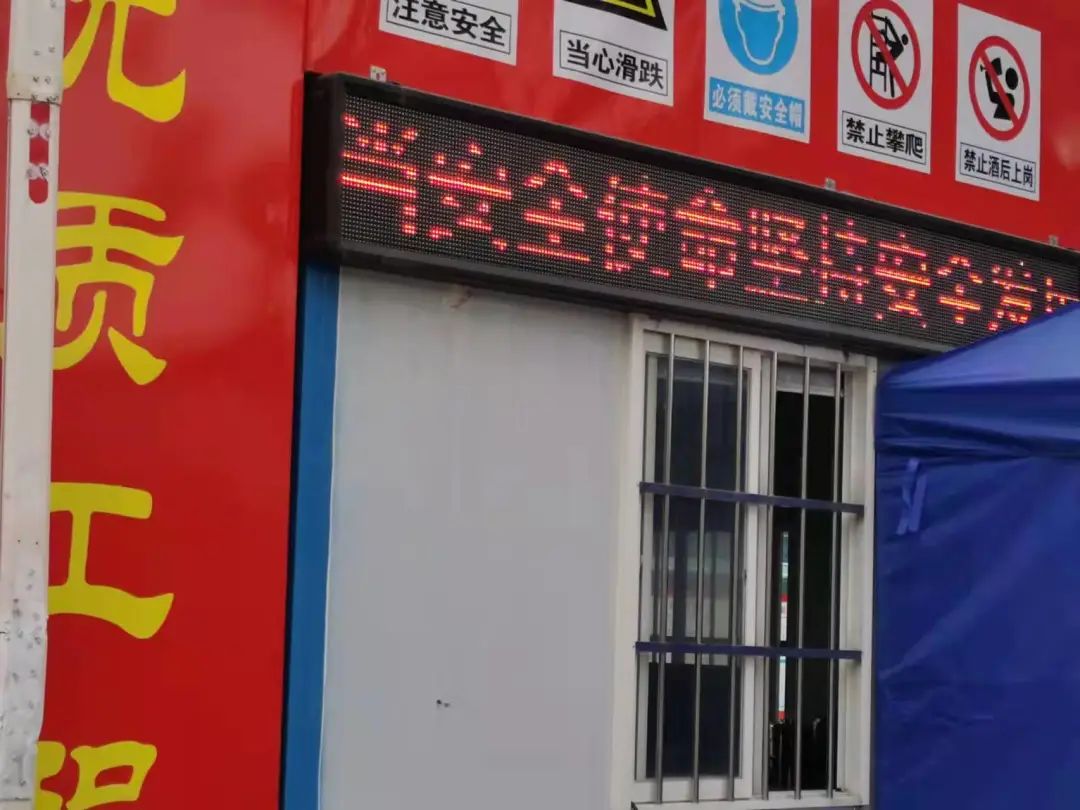 注意安全
当心滑跌
必须戴安全帽
禁止攀爬
禁止酒后上岗
当安全使命坚持安全发
质
工